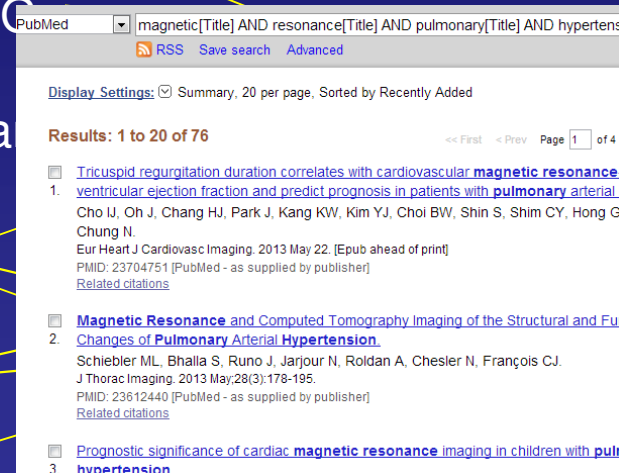 PubMed magnetic[Title] AND resonance[Title] AND pulmonary[Title] AND hypertens
RSS Save search Advanced
Display Settings: Summary, 20 per page, Sorted by Recently Added
Results: 1 to 20 of 76 << First < Prev Page 1 of 4
Tricuspid regurgitation duration correlates with cardiovascular magnetic resonance
1. ventricular ejection fraction and predict prognosis in patients with pulmonary arterial
Cho IJ, Oh J, Chang HJ, Park J, Kang KW, Kim YJ, Choi BW, Shin S, Shim CY, Hong G
Chung N.
Eur Heart J Cardiovasc Imaging. 2013 May 22. [Epub ahead of print]
PMID: 23704751 [PubMed - as supplied by publisher]
Related citations
Magnetic Resonance and Computed Tomography Imaging of the Structural and Fu
2. Changes of Pulmonary Arterial Hypertension.
Schiebler ML, Bhalla S, Runo J, Jarjour N, Roldan A, Chesler N, François CJ.
J Thorac Imaging. 2013 May;28(3):178-195.
PMID: 23612440 [PubMed - as supplied by publisher]
Related citations
Prognostic significance of cardiac magnetic resonance imaging in children with pul
3. hypertension.